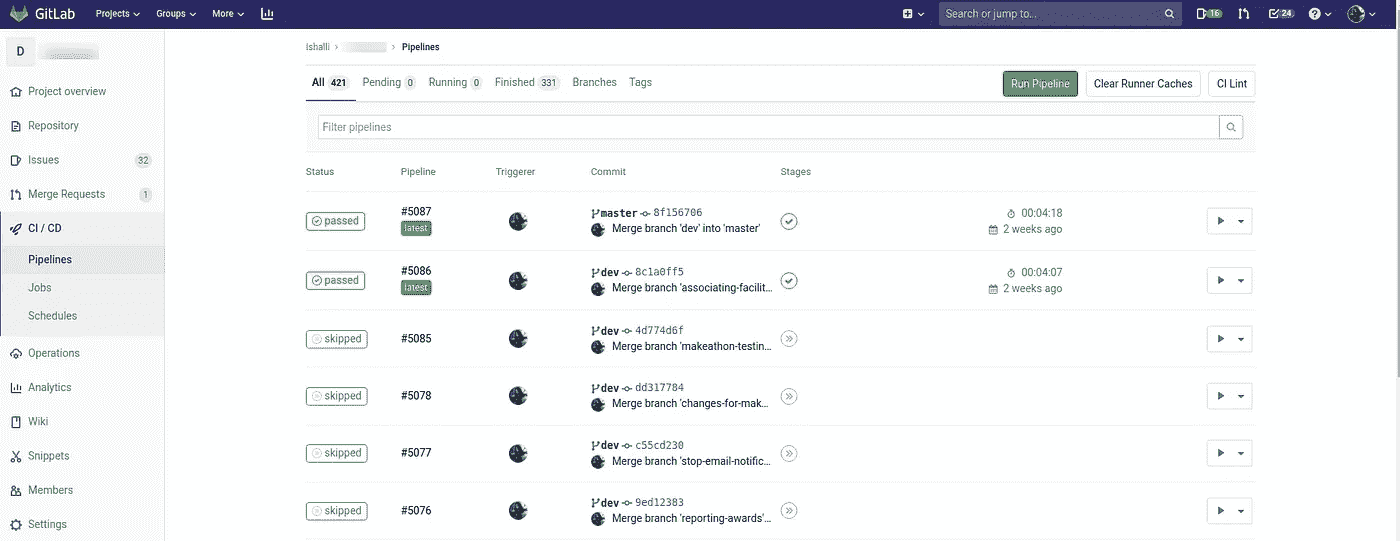 GitLab Projects Groups More Search or jump to... 16 24
D
Project overview
Repository
Issues 32
Merge Requests 1
CI / CD
Pipelines
Jobs
Schedules
Operations
Analytics
Wiki
Snippets
Members
Settings
Ishalli › › Pipelines
All 421 Pending 0 Running 0 Finished 331 Branches Tags Run Pipeline Clear Runner Caches CI Lint
Filter pipelines
Status Pipeline Triggerer Commit Stages
passed #5087 master 8f156706 00:04:18
latest Merge branch 'dev' into 'master' 2 weeks ago
passed #5086 dev 8c1a0ff5 00:04:07
latest Merge branch 'associating-facilit... 2 weeks ago
skipped #5085 dev 4d774d6f
Merge branch 'makeathon-testin...
skipped #5078 dev dd317784
Merge branch 'changes-for-mak...
skipped #5077 dev c55cd230
Merge branch 'stop-email-notific...
skipped #5076 dev 9ed12383
Merge branch 'reporting-awards'...